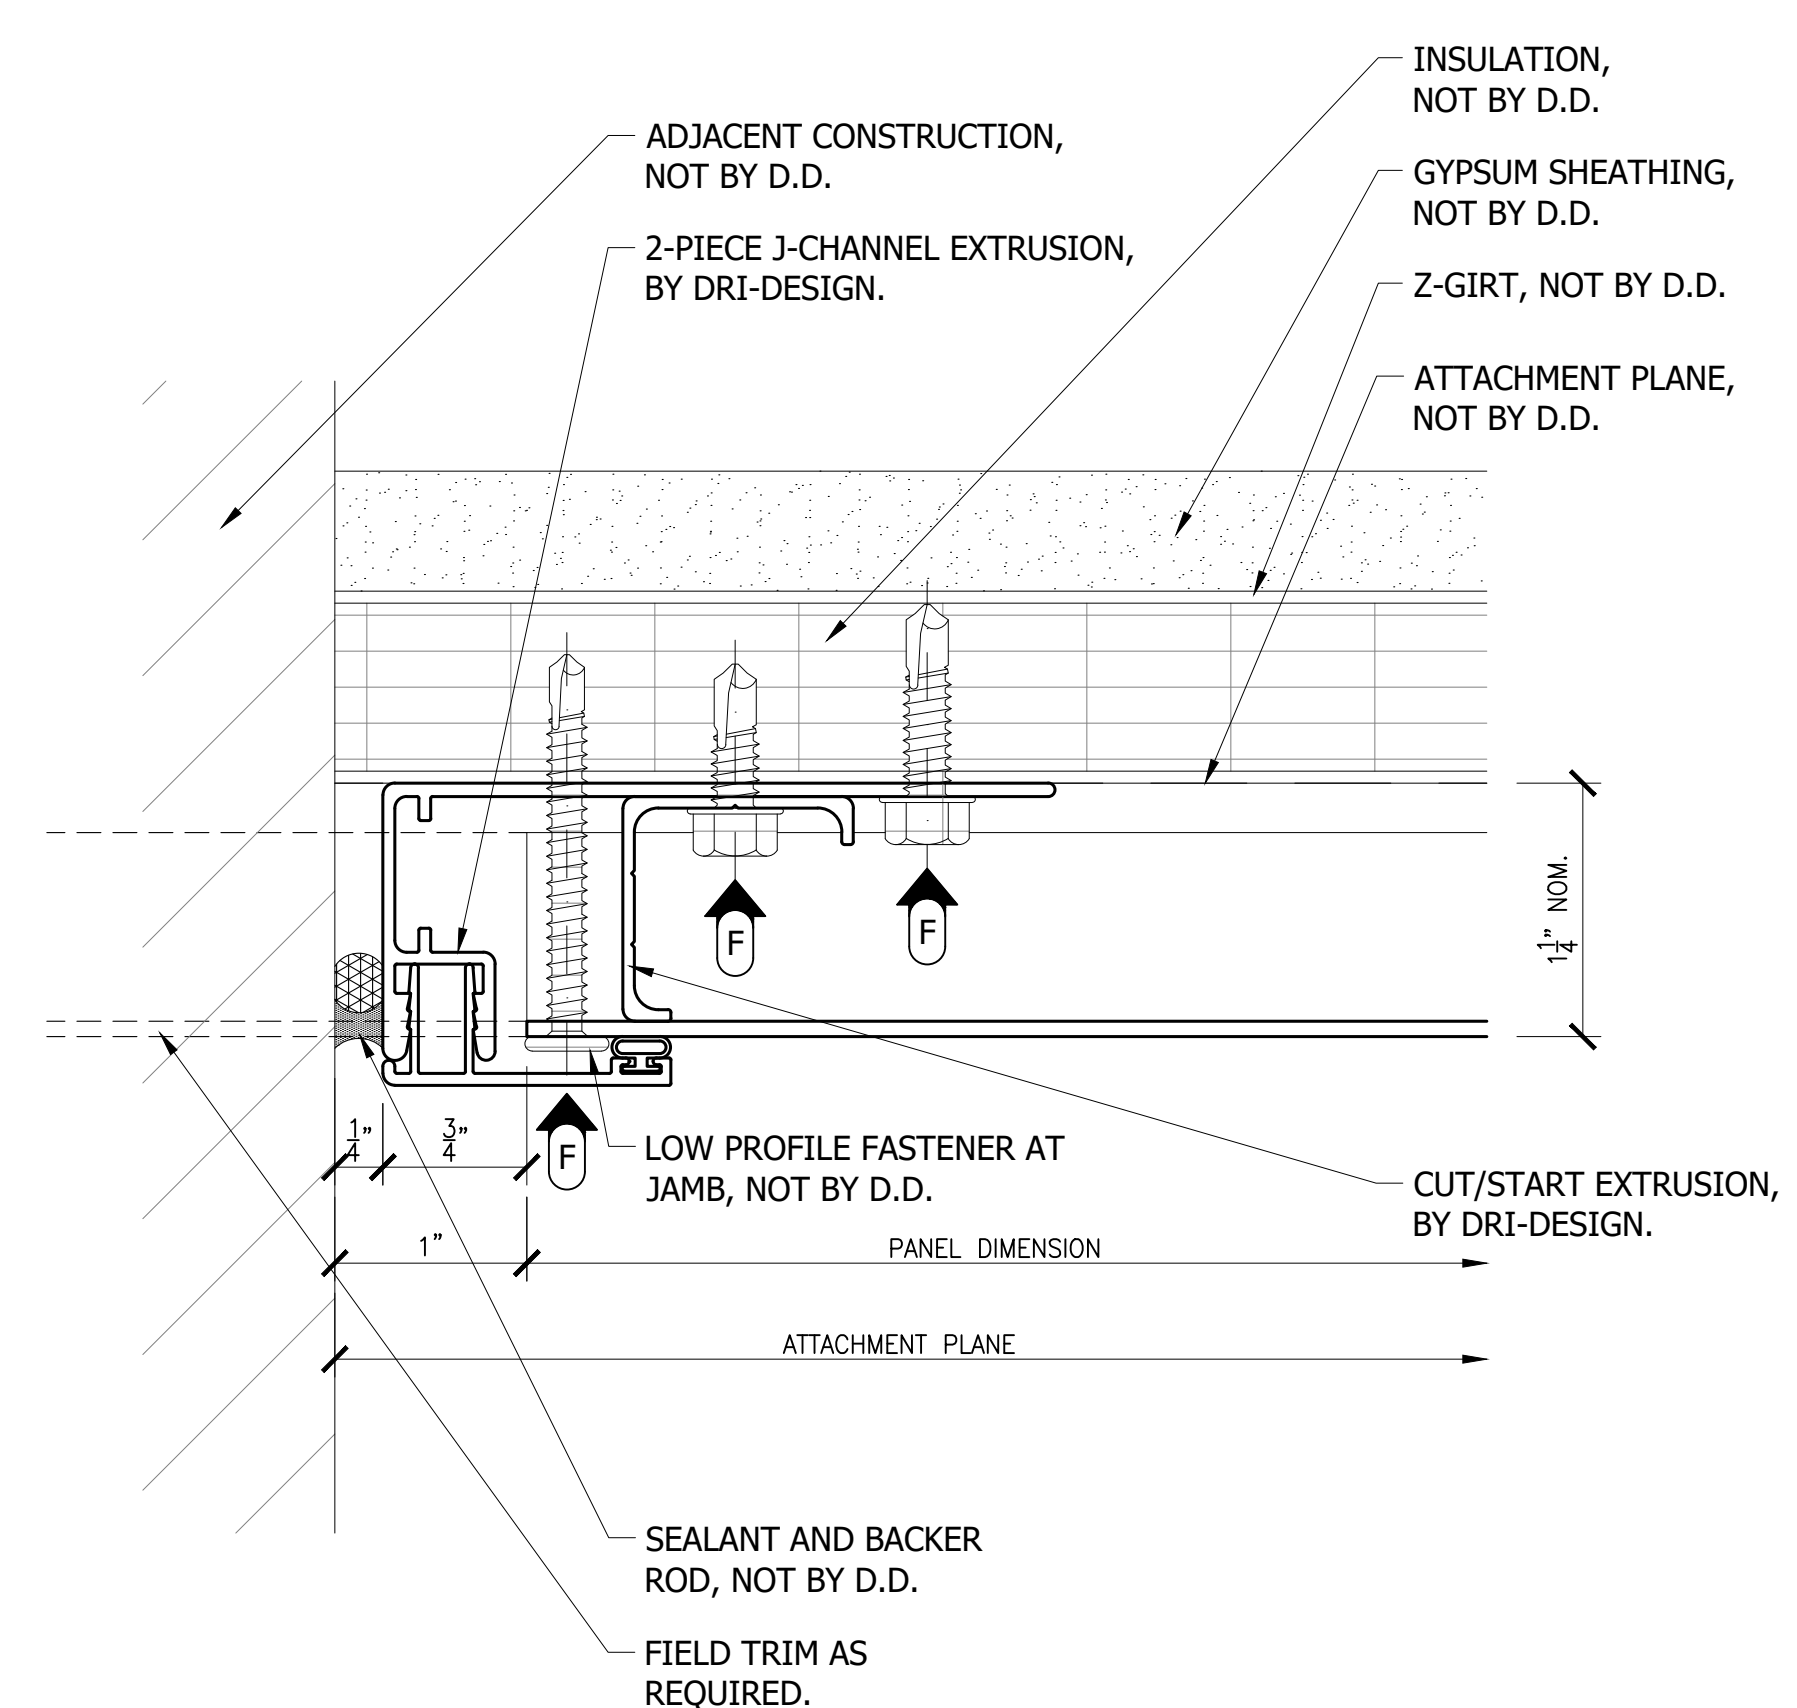 INSULATION,
NOT BY D.D.
ADJACENT CONSTRUCTION,
NOT BY D.D.
GYPSUM SHEATHING,
NOT BY D.D.
2-PIECE J-CHANNEL EXTRUSION,
BY DRI-DESIGN.
Z-GIRT, NOT BY D.D.
ATTACHMENT PLANE,
NOT BY D.D.
1 1/4" NOM.
F
F
F
1/4"
3/4"
LOW PROFILE FASTENER AT
JAMB, NOT BY D.D.
CUT/START EXTRUSION,
BY DRI-DESIGN.
1"
PANEL DIMENSION
ATTACHMENT PLANE
SEALANT AND BACKER
ROD, NOT BY D.D.
FIELD TRIM AS
REQUIRED.